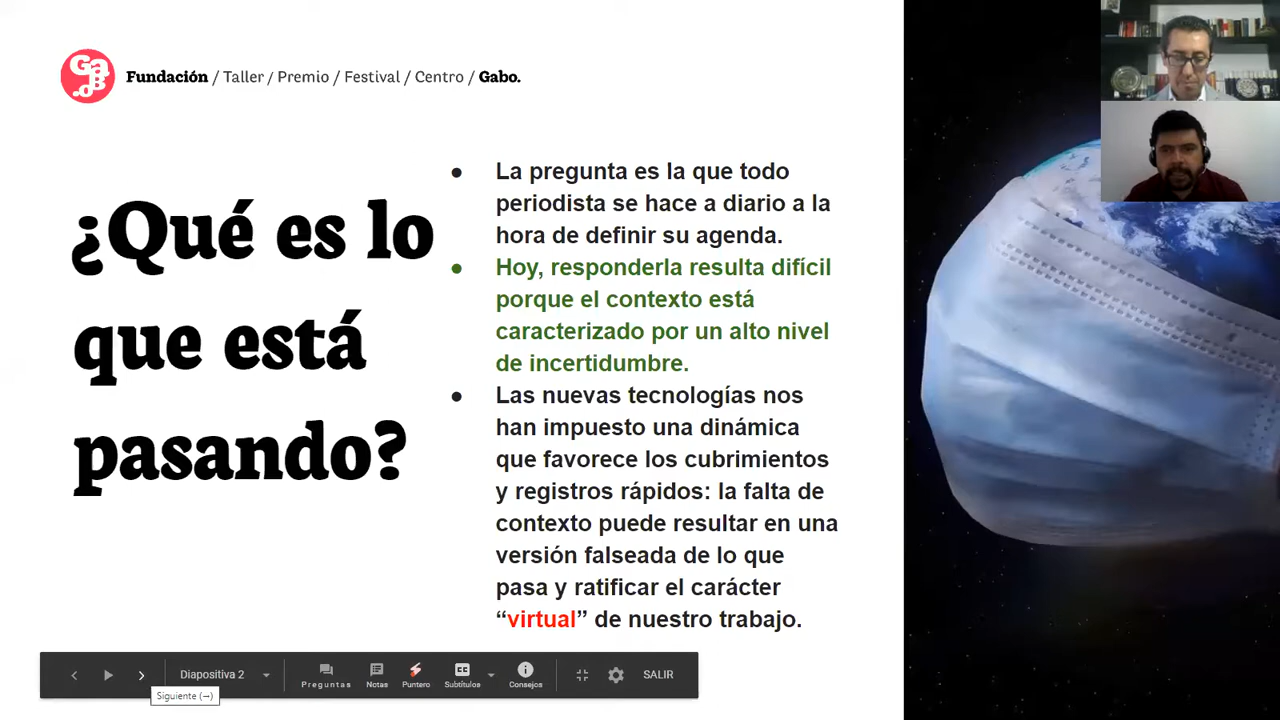 Gabo.
Fundación / Taller / Premio / Festival / Centro / Gabo.
¿Qué es lo
que está
pasando?
● La pregunta es la que todo
periodista se hace a diario a la
hora de definir su agenda.
● Hoy, responderla resulta difícil
porque el contexto está
caracterizado por un alto nivel
de incertidumbre.
● Las nuevas tecnologías nos
han impuesto una dinámica
que favorece los cubrimientos
y registros rápidos: la falta de
contexto puede resultar en una
versión falseada de lo que
pasa y ratificar el carácter
“virtual” de nuestro trabajo.
Diapositiva 2
Preguntas
Notas
Puntero
CC
Subtítulos
Consejos
SALIR
Siguiente (→)